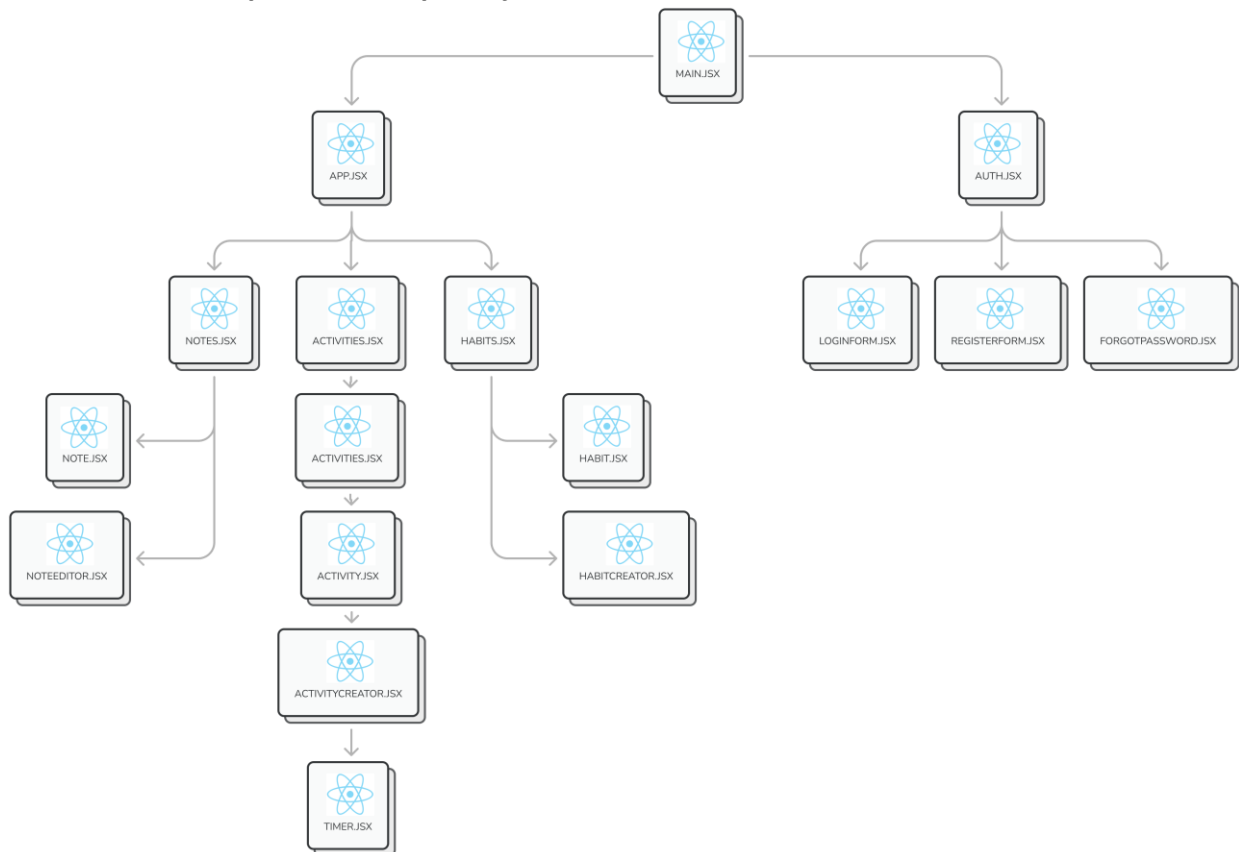 MAIN.JSX
APP.JSX
AUTH.JSX
NOTES.JSX
ACTIVITIES.JSX
HABITS.JSX
LOGINFORM.JSX
REGISTERFORM.JSX
FORGOTPASSWORD.JSX
NOTE.JSX
ACTIVITIES.JSX
HABIT.JSX
NOTEEDITOR.JSX
ACTIVITY.JSX
HABITCREATOR.JSX
ACTIVITYCREATOR.JSX
TIMER.JSX